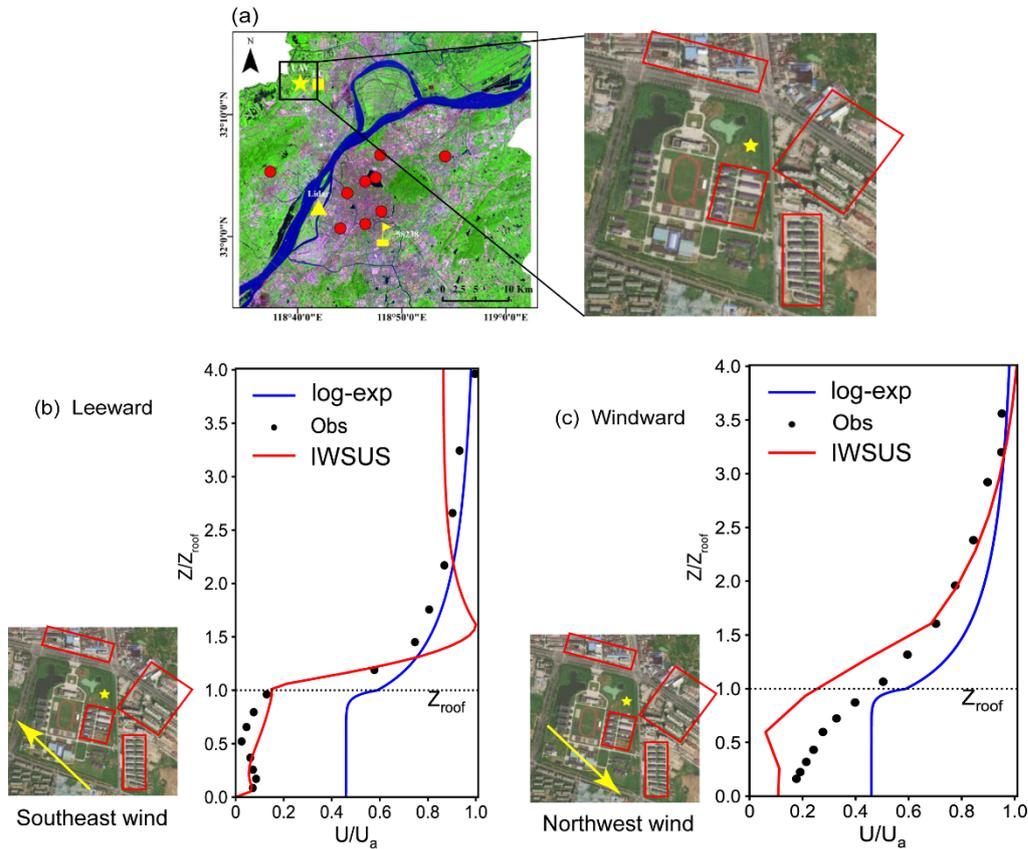 (a)
N
32°10'0"N
32°0'0"N
Lidar
58238
0 2.5 5 10 Km
118°40'0"E 118°50'0"E 119°0'0"E
(b) Leeward
Z/Zroof
4.0
3.5
3.0
2.5
2.0
1.5
1.0
0.5
0.0
log-exp
Obs
IWSUS
Zroof
0 0.2 0.4 0.6 0.8 1.0
U/Ua
Southeast wind
(c) Windward
Z/Zroof
4.0
3.5
3.0
2.5
2.0
1.5
1.0
0.5
0.0
log-exp
Obs
IWSUS
Zroof
0.0 0.2 0.4 0.6 0.8 1.0
U/Ua
Northwest wind